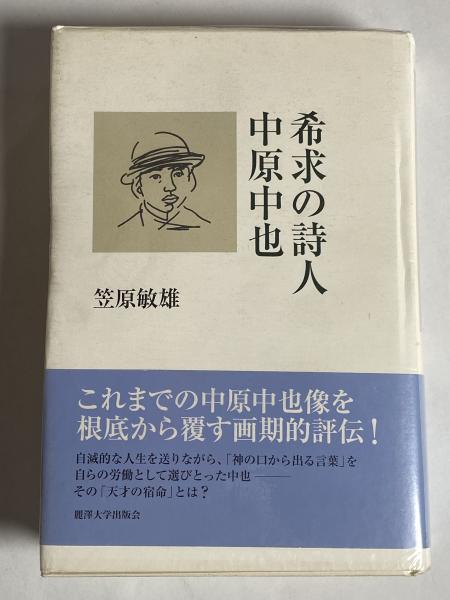 希求の詩人
中原中也
笠原敏雄
これまでの中原中也像を
根底から覆す画期的評伝!
自滅的な人生を送りながら、「神の口から出る言葉」を
自らの労働として選びとった中也――
その「天才の宿命」とは?
麗澤大学出版会